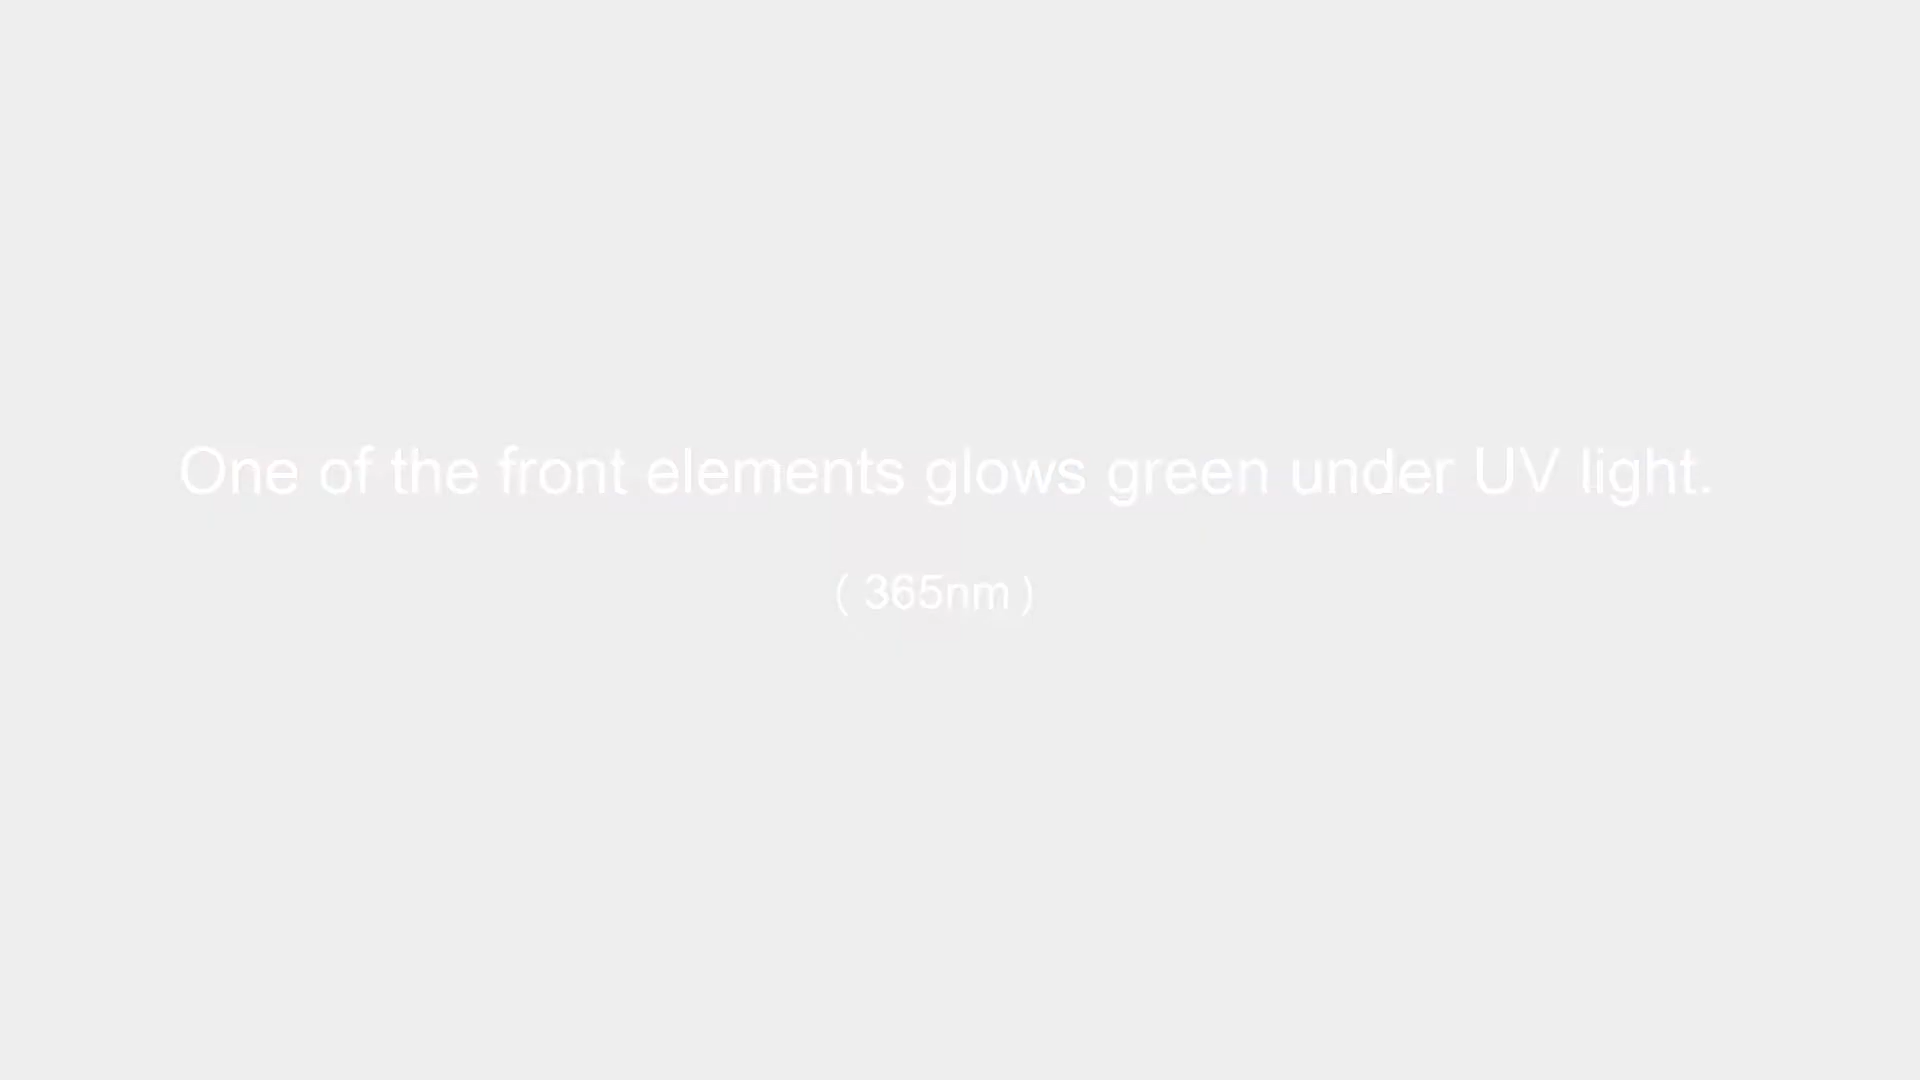 One of the front elements glows green under UV light.
( 365nm )